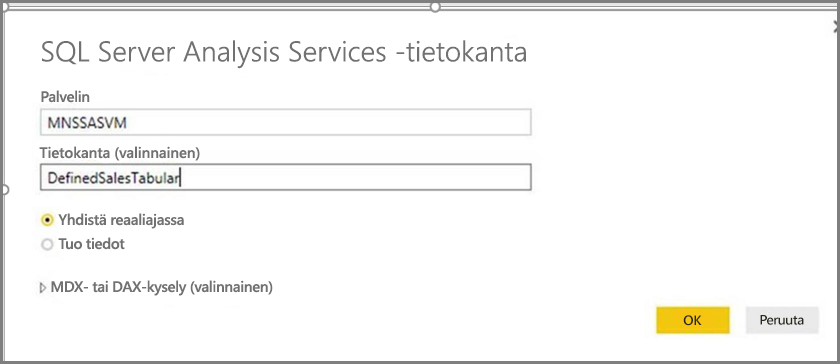 SQL Server Analysis Services -tietokanta
Palvelin
MNSSASVM
Tietokanta (valinnainen)
DefinedSalesTabular
Yhdistä reaaliajassa
Tuo tiedot
MDX- tai DAX-kysely (valinnainen)
OK Peruuta